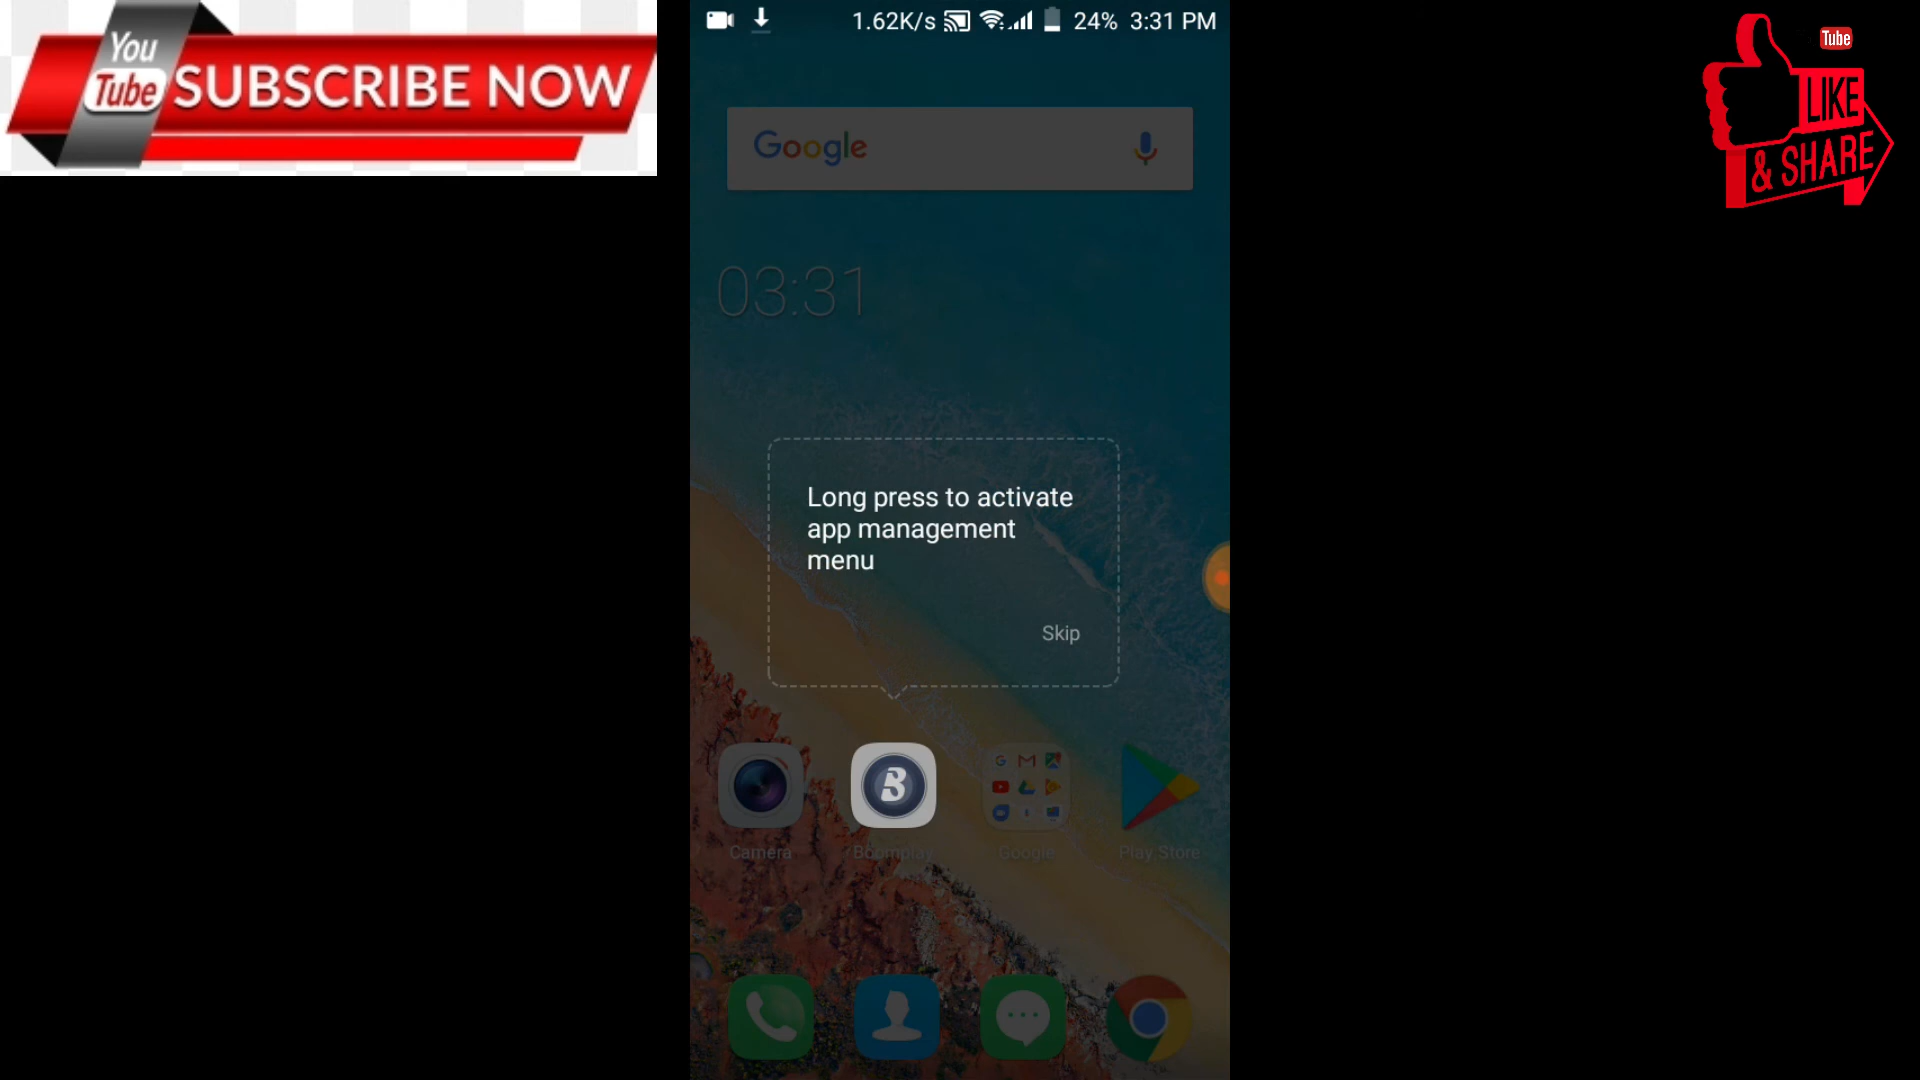 You
Tube SUBSCRIBE NOW
1.62K/s 24% 3:31 PM
Tube
LIKE
& SHARE
Google
03:31
Long press to activate
app management
menu
Skip
B
Camera Boomplay Google Play Store